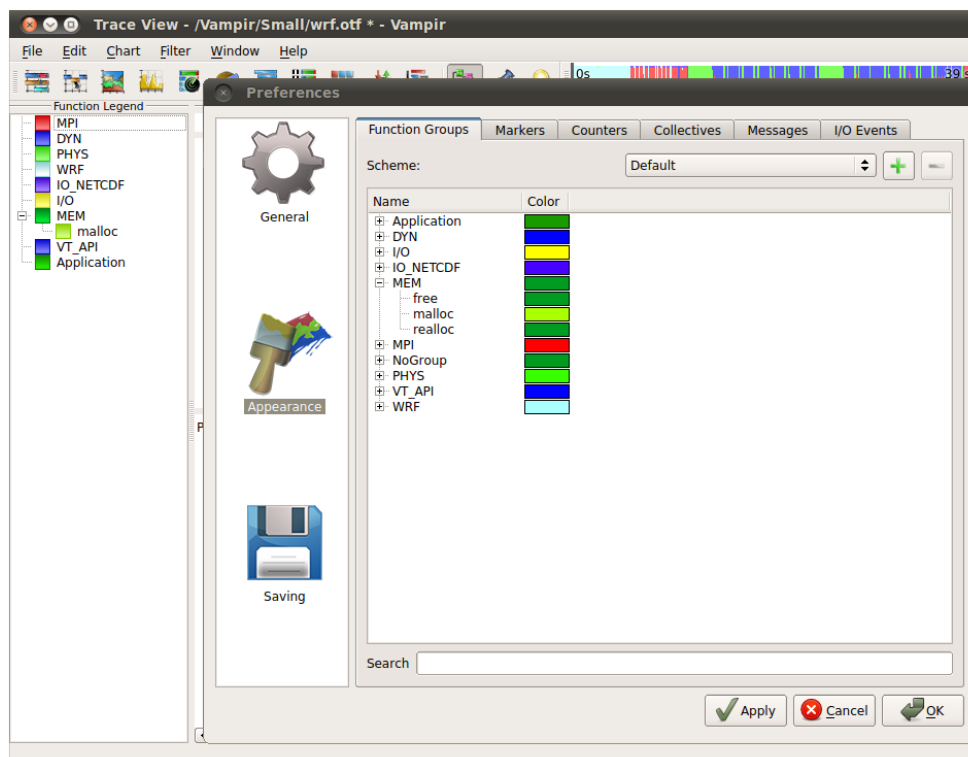 Trace View - /Vampir/Small/wrf.otf * - Vampir
File Edit Chart Filter Window Help
0s 39
Preferences
Function Legend
MPI
DYN
PHYS
WRF
IO_NETCDF
I/O
MEM
malloc
VT_API
Application
General
Appearance
Saving
Function Groups Markers Counters Collectives Messages I/O Events
Scheme: Default
Name Color
Application
DYN
I/O
IO_NETCDF
MEM
free
malloc
realloc
MPI
NoGroup
PHYS
VT_API
WRF
Search
Apply Cancel OK